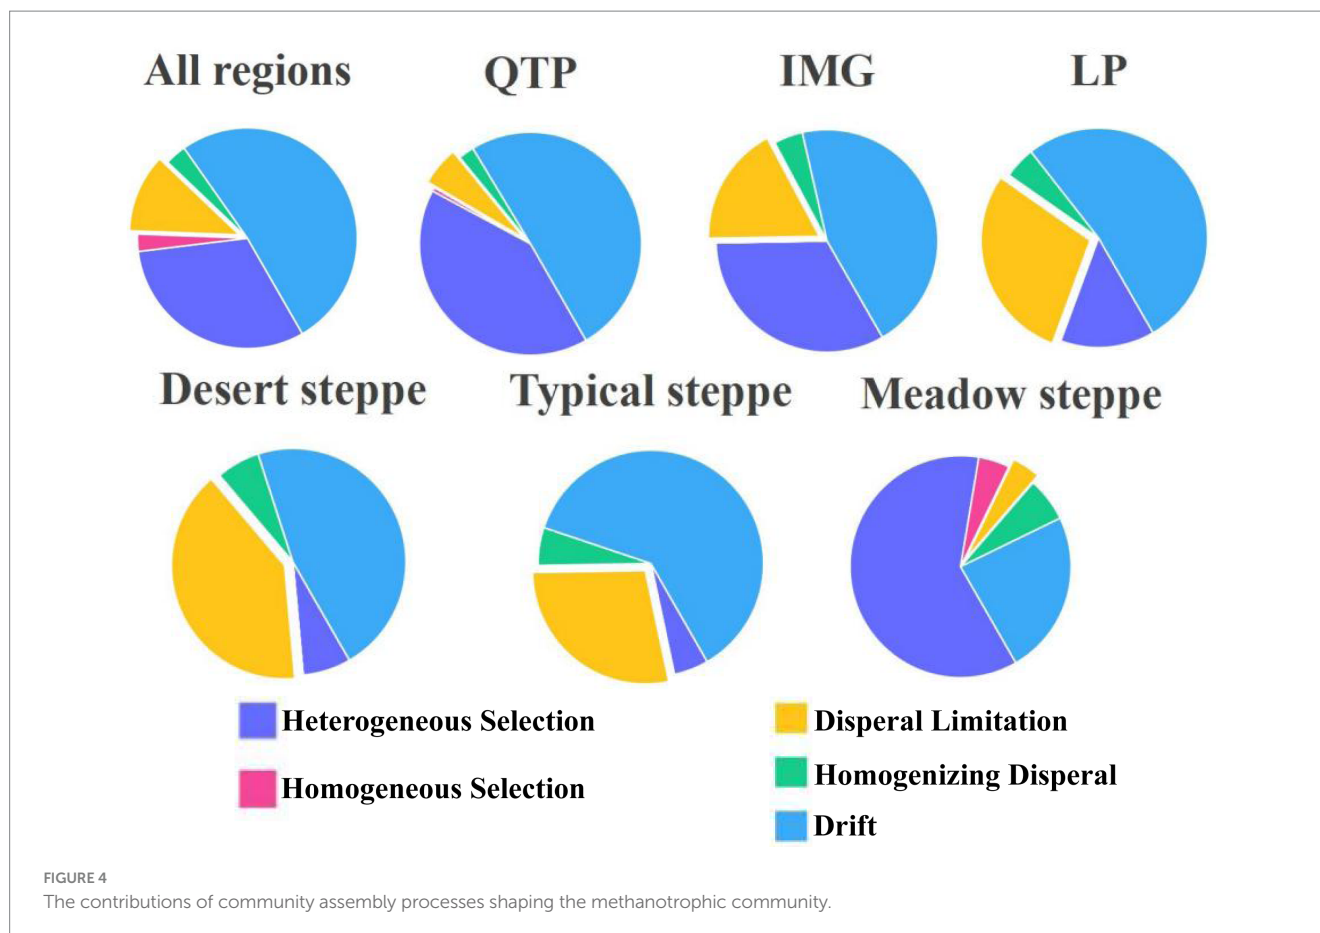 All regions
QTP
IMG
LP
Desert steppe
Typical steppe
Meadow steppe
Heterogeneous Selection
Homogeneous Selection
Disperal Limitation
Homogenizing Disperal
Drift
FIGURE 4
The contributions of community assembly processes shaping the methanotrophic community.